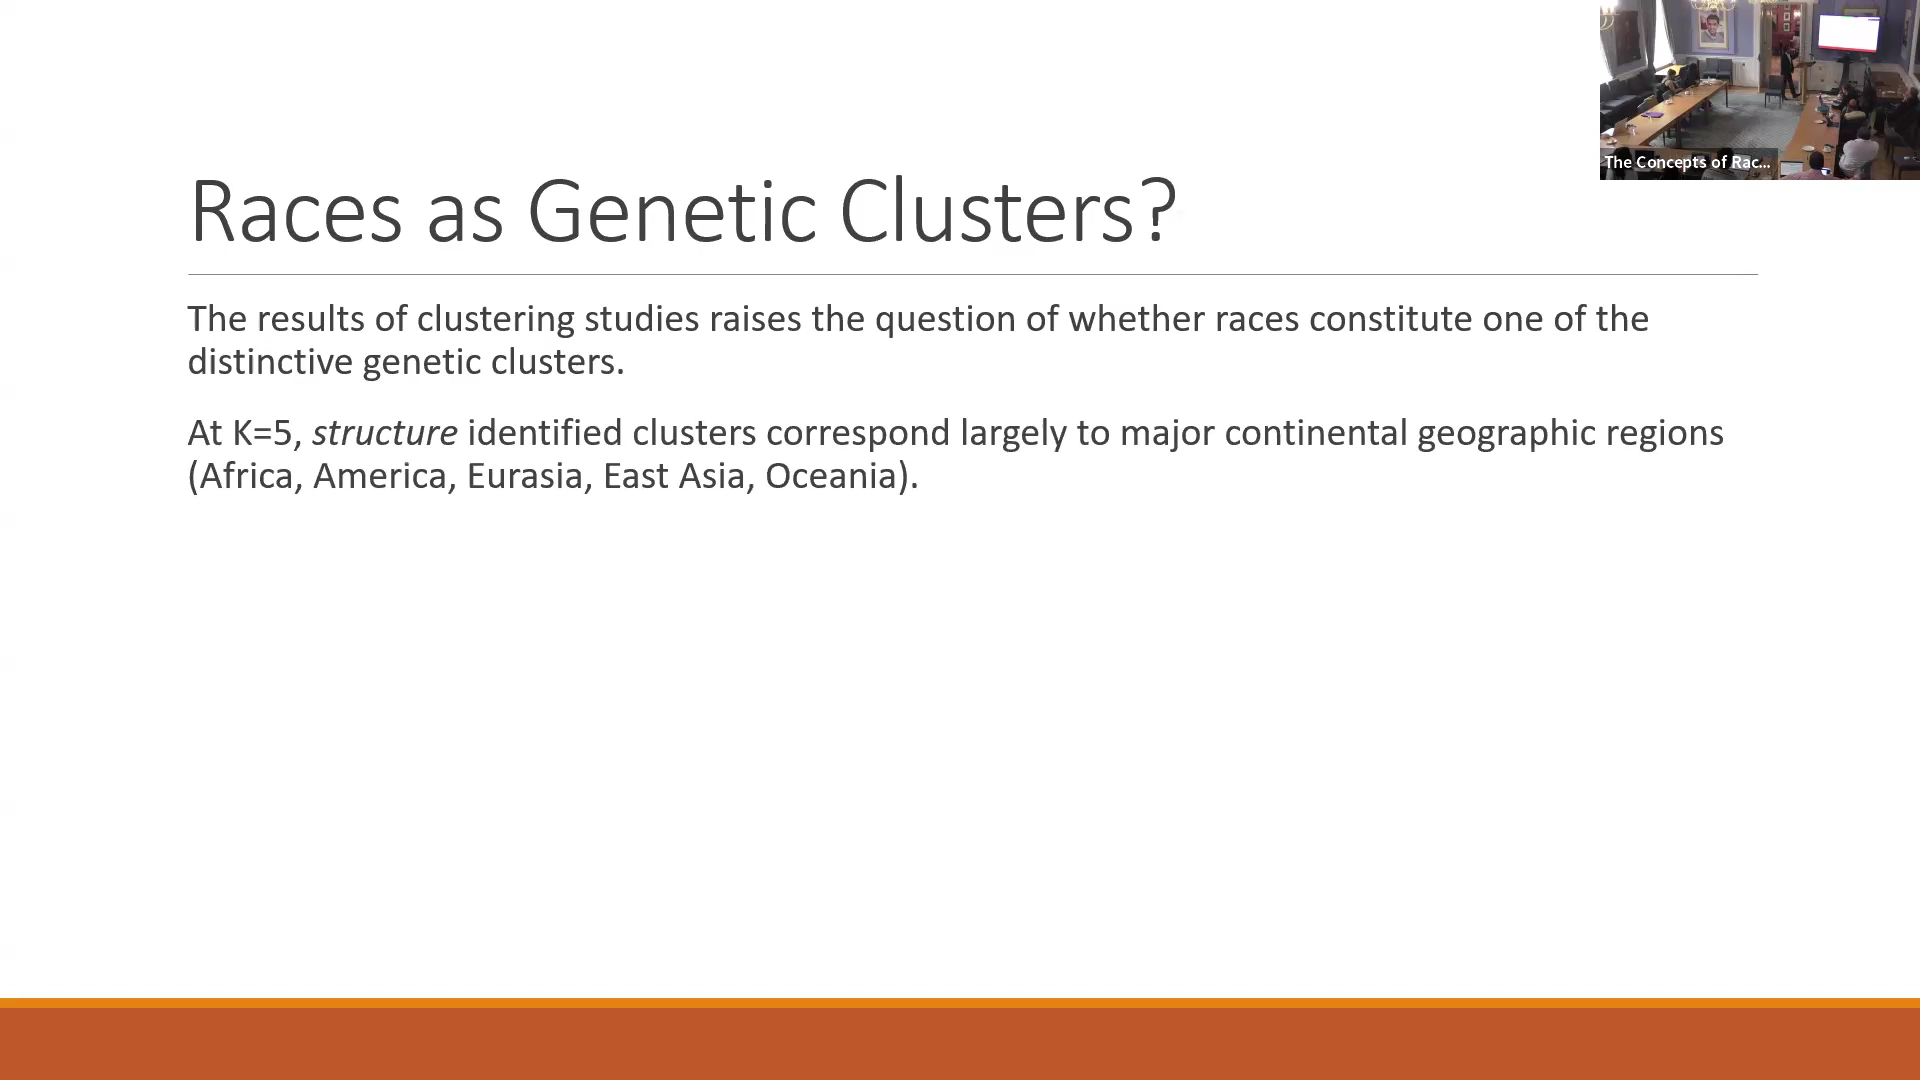 The Concepts of Rac...
Races as Genetic Clusters?
The results of clustering studies raises the question of whether races constitute one of the
distinctive genetic clusters.
At K=5, structure identified clusters correspond largely to major continental geographic regions
(Africa, America, Eurasia, East Asia, Oceania).